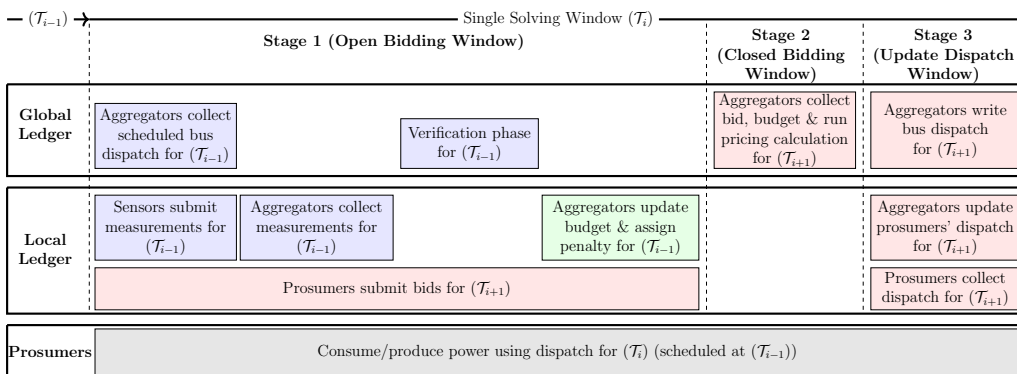 (𝒯ᵢ₋₁)
Single Solving Window (𝒯ᵢ)
Stage 1 (Open Bidding Window)
Stage 2
(Closed Bidding
Window)
Stage 3
(Update Dispatch
Window)
Global
Ledger
Aggregators collect
scheduled bus
dispatch for (𝒯ᵢ₋₁)
Verification phase
for (𝒯ᵢ₋₁)
Aggregators collect
bid, budget & run
pricing calculation
for (𝒯ᵢ₊₁)
Aggregators write
bus dispatch
for (𝒯ᵢ₊₁)
Local
Ledger
Sensors submit
measurements for
(𝒯ᵢ₋₁)
Aggregators collect
measurements for
(𝒯ᵢ₋₁)
Aggregators update
budget & assign
penalty for (𝒯ᵢ₋₁)
Aggregators update
prosumers' dispatch
for (𝒯ᵢ₊₁)
Prosumers submit bids for (𝒯ᵢ₊₁)
Prosumers collect
dispatch for (𝒯ᵢ₊₁)
Prosumers
Consume/produce power using dispatch for (𝒯ᵢ) (scheduled at (𝒯ᵢ₋₁))